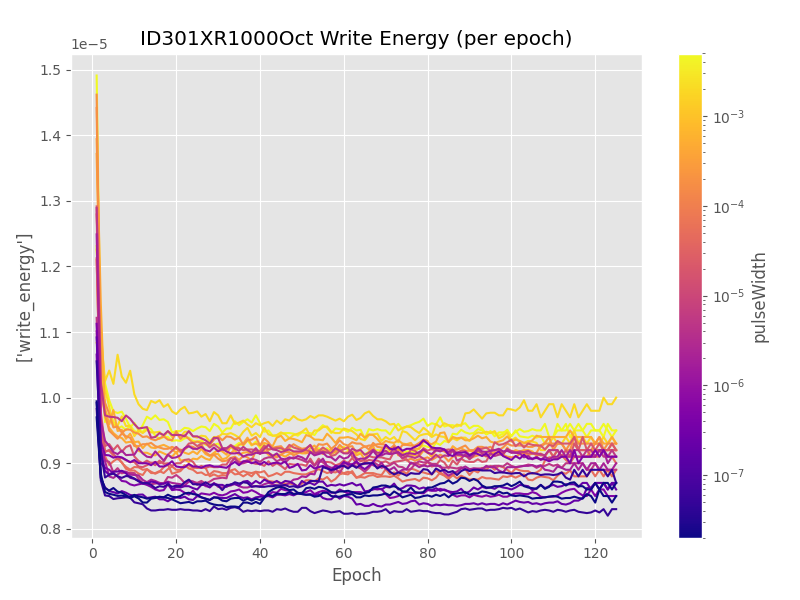 ID301XR1000Oct Write Energy (per epoch)
1e−5
1.5
1.4
1.3
1.2
1.1
1.0
0.9
0.8
['write_energy']
0 20 40 60 80 100 120
Epoch
10⁻³
10⁻⁴
10⁻⁵
10⁻⁶
10⁻⁷
pulseWidth